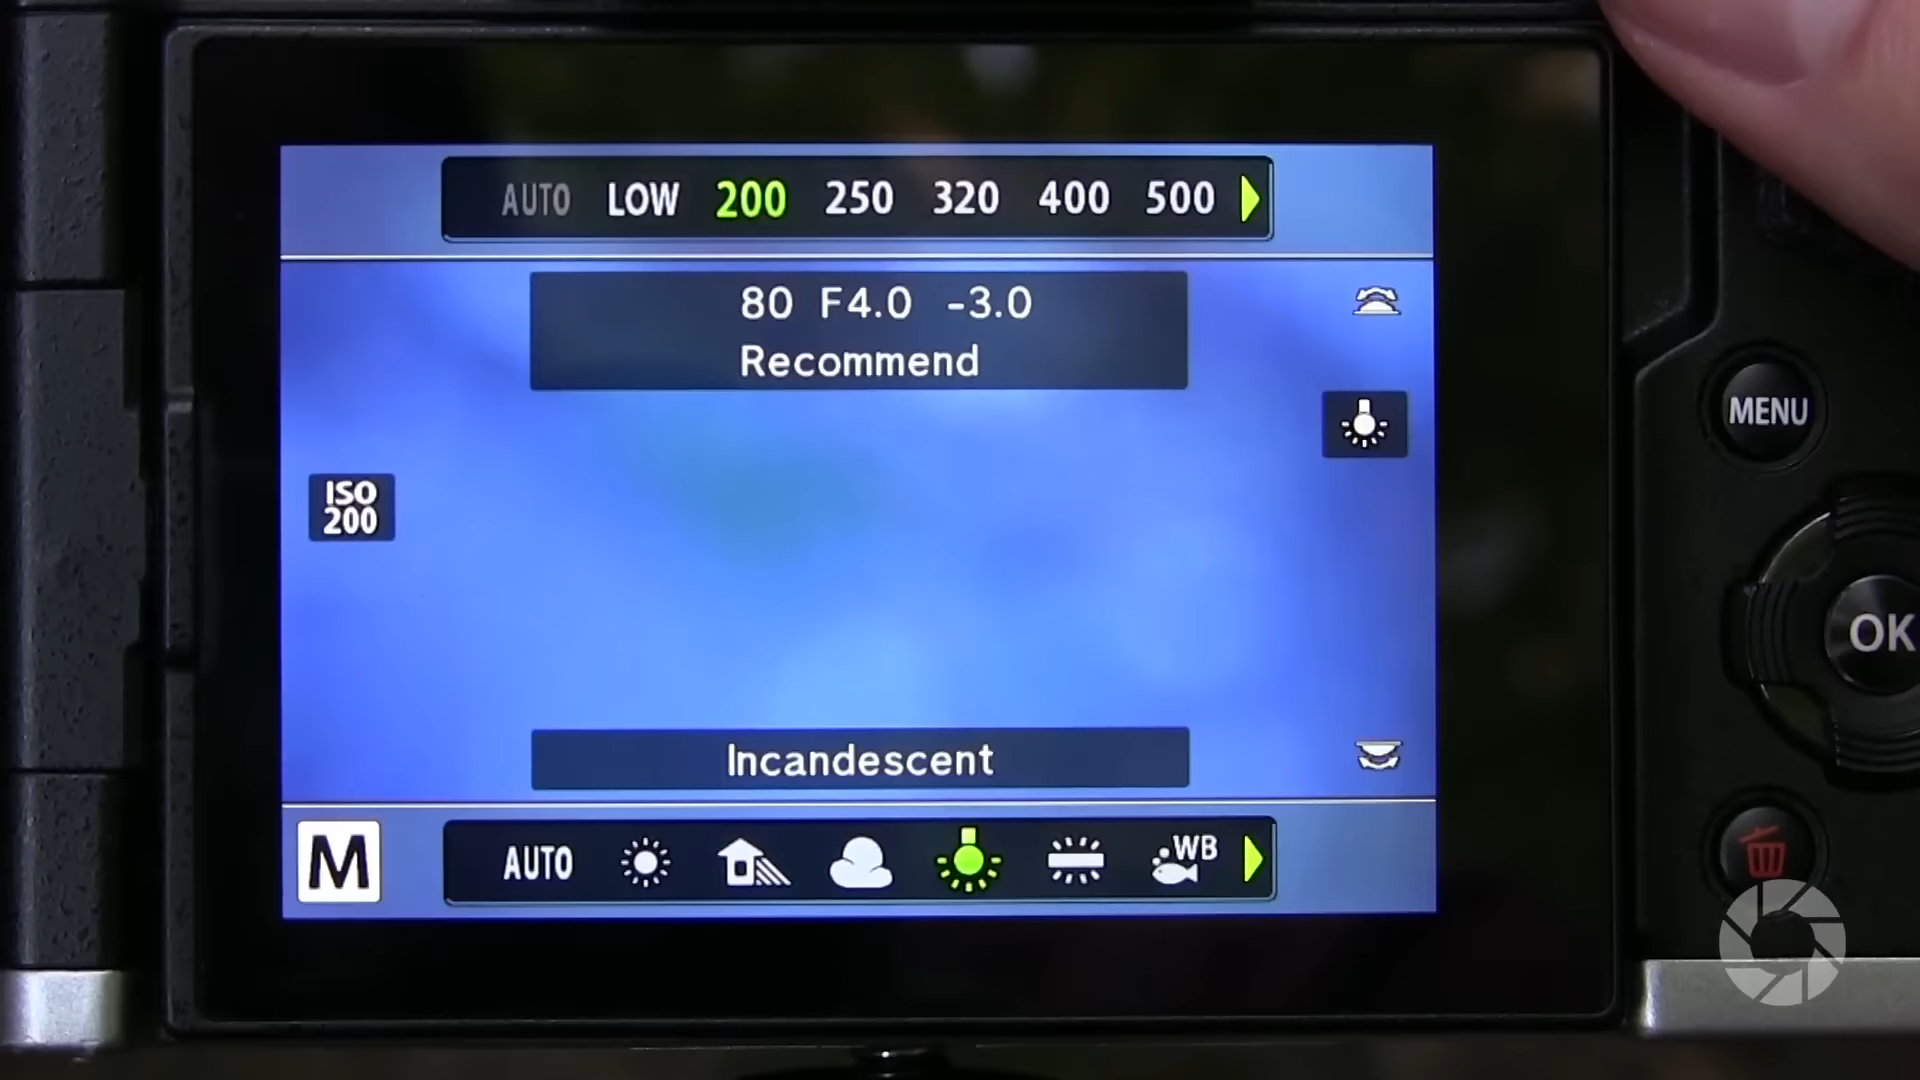 AUTO LOW 200 250 320 400 500
80 F4.0 -3.0
Recommend
MENU
ISO
200
OK
Incandescent
M
AUTO WB